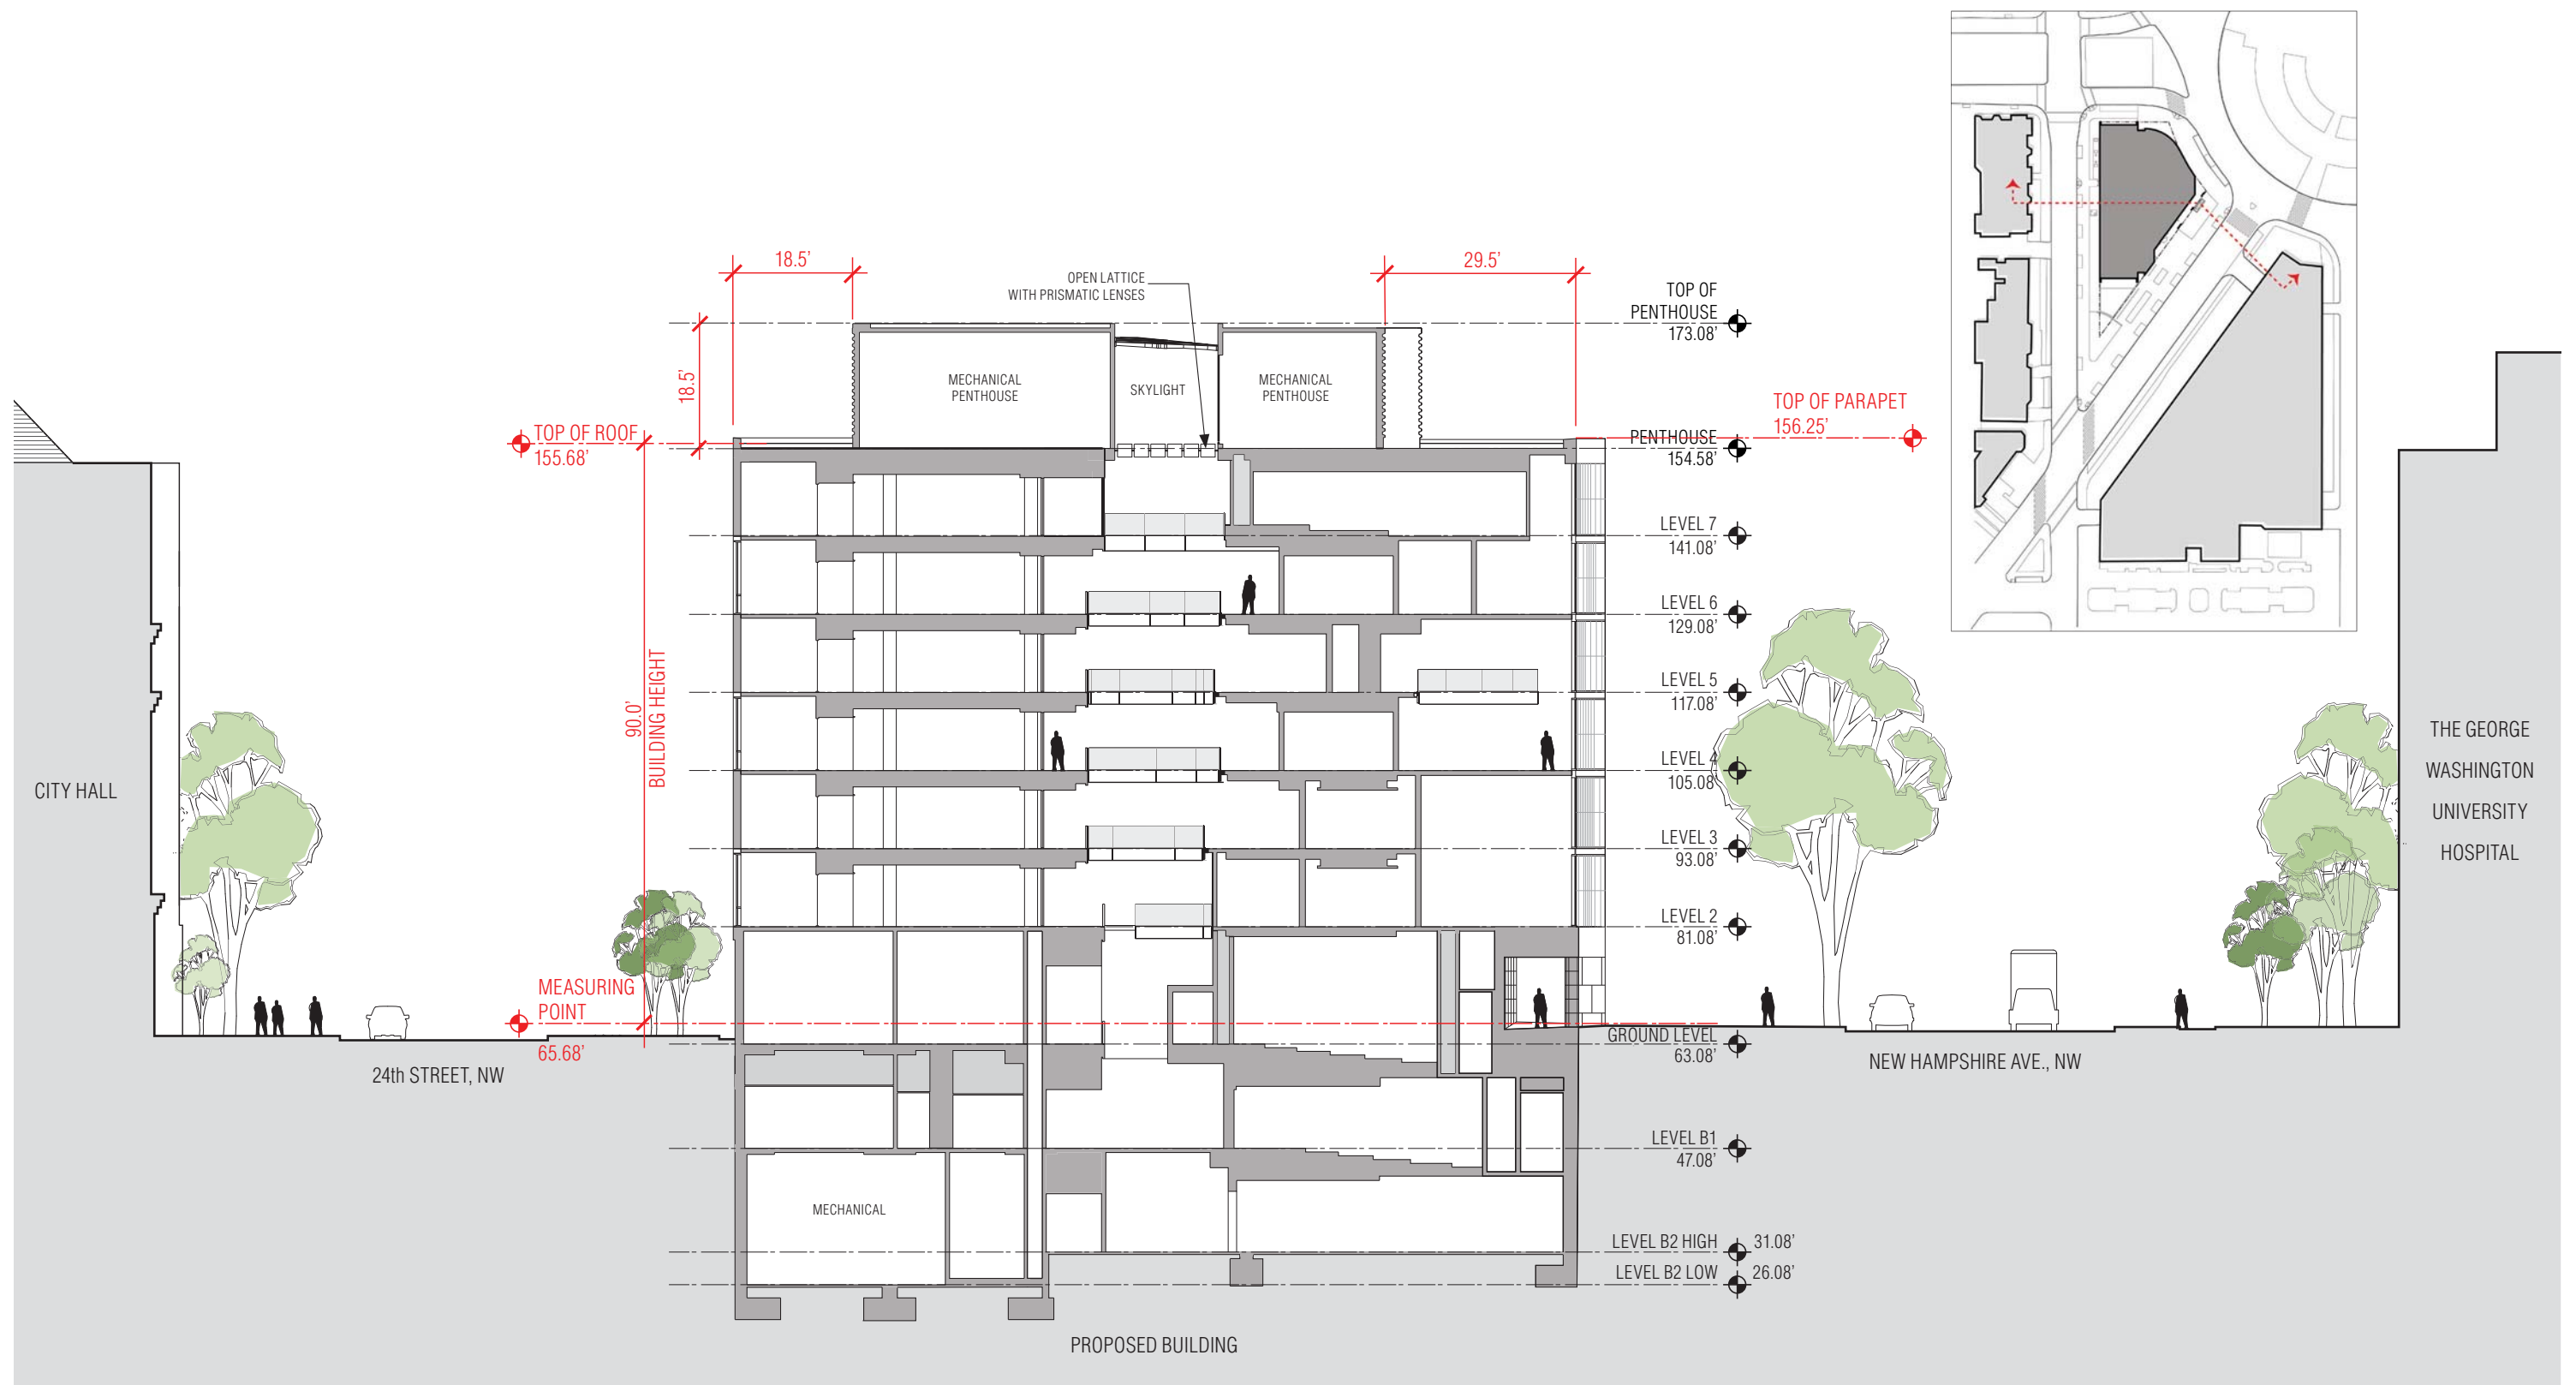 18.5’
29.5’
OPEN LATTICE
WITH PRISMATIC LENSES
TOP OF
PENTHOUSE
173.08’
18.5’
MECHANICAL
PENTHOUSE
SKYLIGHT
MECHANICAL
PENTHOUSE
TOP OF ROOF
155.68’
TOP OF PARAPET
156.25’
PENTHOUSE
154.58’
LEVEL 7
141.08’
LEVEL 6
129.08’
LEVEL 5
117.08’
90.0’
BUILDING HEIGHT
LEVEL 4
105.08’
CITY HALL
THE GEORGE
WASHINGTON
UNIVERSITY
HOSPITAL
LEVEL 3
93.08’
LEVEL 2
81.08’
MEASURING
POINT
65.68’
GROUND LEVEL
63.08’
24th STREET, NW
NEW HAMPSHIRE AVE., NW
LEVEL B1
47.08’
MECHANICAL
LEVEL B2 HIGH
31.08’
LEVEL B2 LOW
26.08’
PROPOSED BUILDING